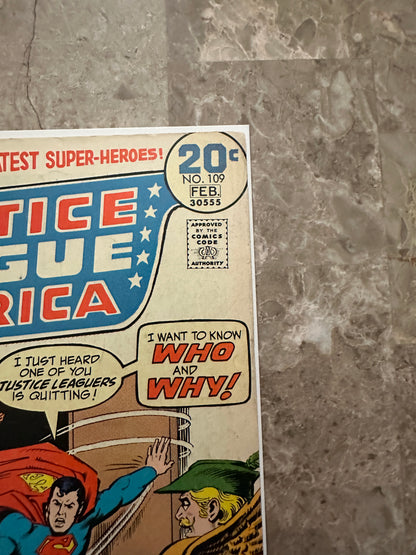 ATEST SUPER-HEROES!
20¢
NO. 109
FEB.
30555
TICE
GUE
RICA
APPROVED
BY THE
COMICS
CODE
AUTHORITY
I JUST HEARD
ONE OF YOU
JUSTICE LEAGUERS
IS QUITTING!
I WANT TO KNOW
WHO
AND
WHY!